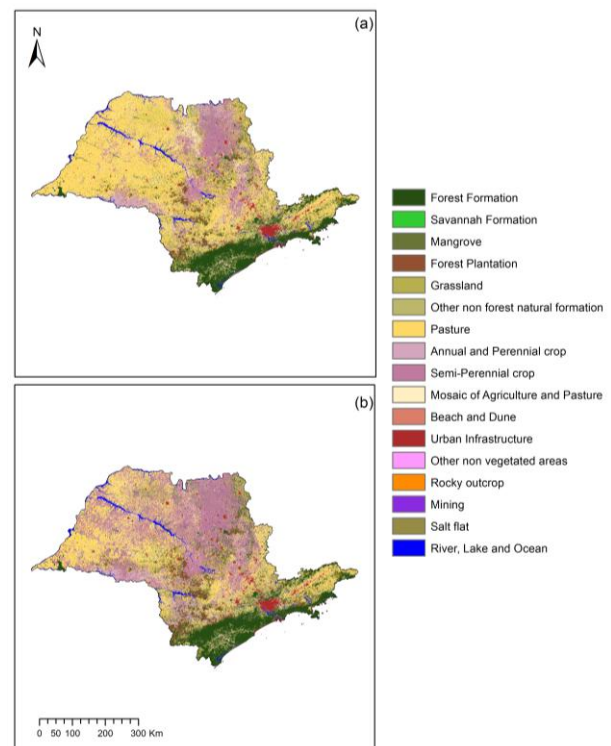 (a)
N
Forest Formation
Savannah Formation
Mangrove
Forest Plantation
Grassland
Other non forest natural formation
Pasture
Annual and Perennial crop
Semi-Perennial crop
Mosaic of Agriculture and Pasture
Beach and Dune
Urban Infrastructure
Other non vegetated areas
Rocky outcrop
Mining
Salt flat
River, Lake and Ocean
(b)
0 50 100 200 300 Km